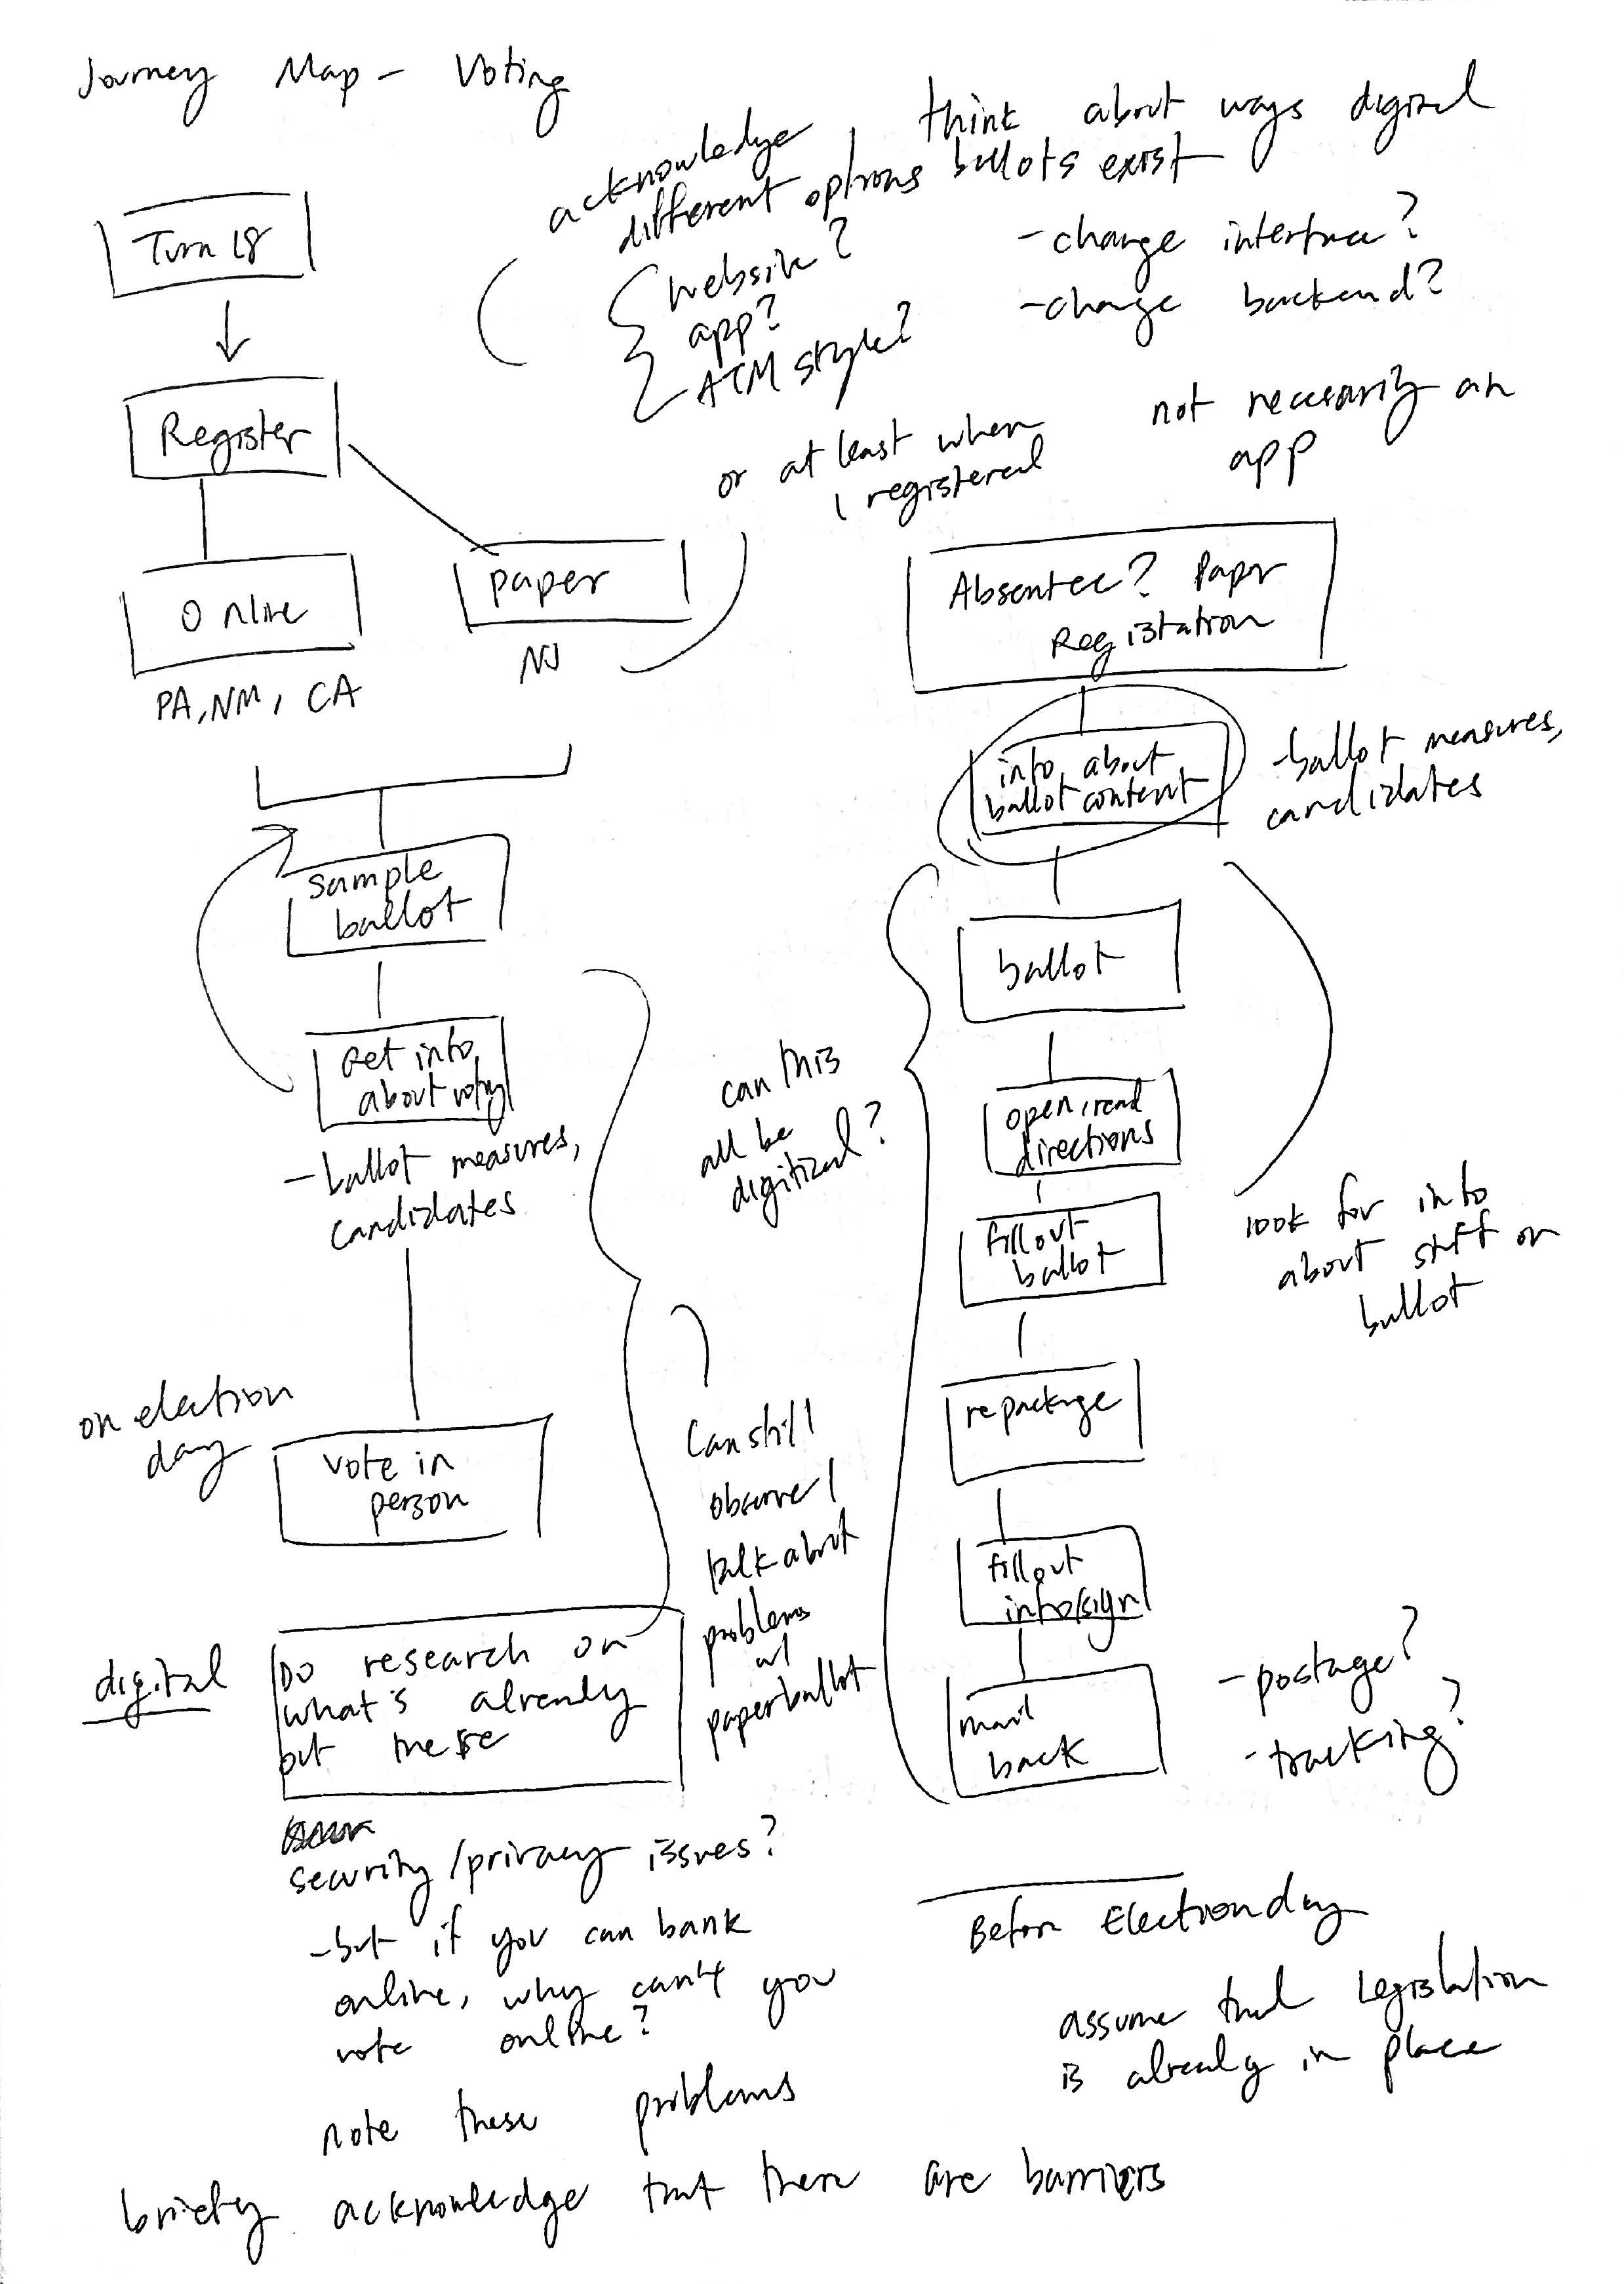 Journey Map - Voting
acknowledge
different options
{ website?
app?
ATM style?
think about ways digital
ballots exist
- change interface?
- change backend?
not necessarily an
app
Turn 18
Register
or at least when
I registered
Online
PA, NM, CA
paper
NJ
sample
ballot
Get info
about voting
- ballot measures,
candidates
on election
day
vote in
person
can this
all be
digitized?
Can still
observe /
talk about
problems
w/
paper ballot
Absentee? Paper
Registation
info about
ballot content
- ballot measures,
candidates
ballot
open, read
directions
fill out
ballot
look for info
about stuff on
ballot
repackage
fill out
info/sign
mail
back
- postage?
- tracking?
digital
Do research on
what's already
out there
security / privacy issues?
- but if you can bank
online, why can't you
vote online?
note these problems
Before Election day
assume that legislation
is already in place
briefly acknowledge that there are barriers